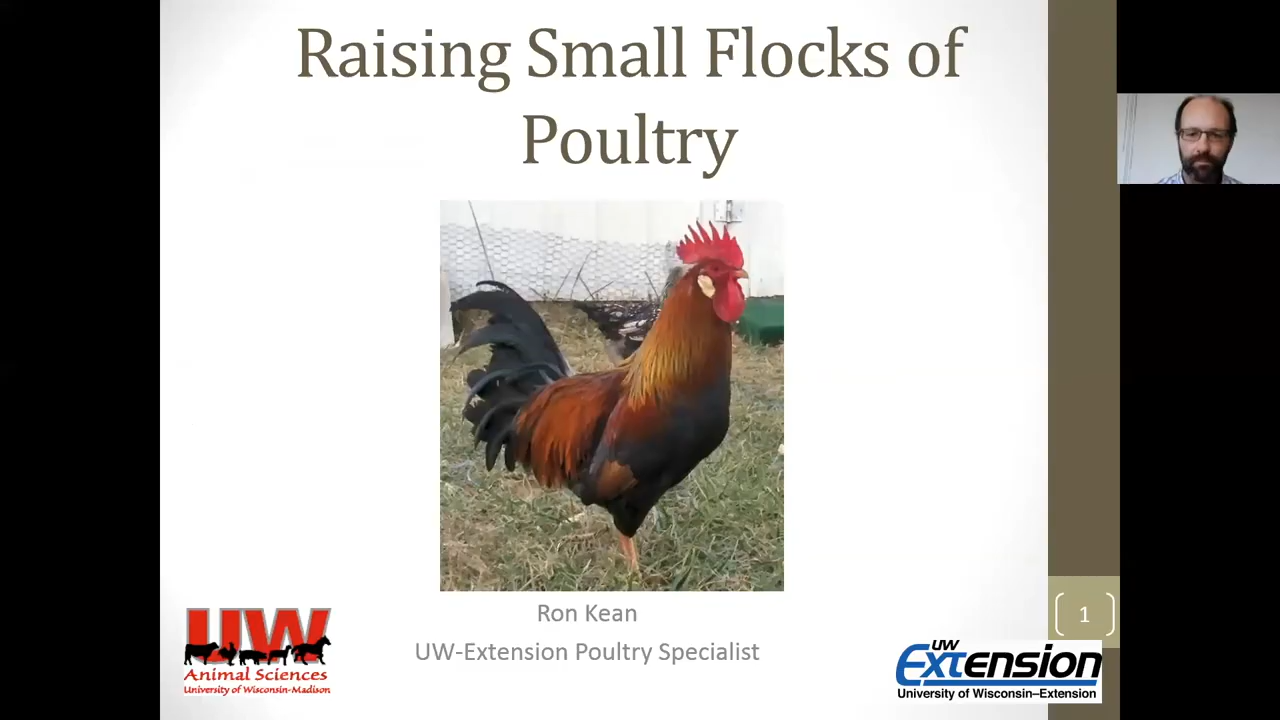 Raising Small Flocks of
Poultry
Ron Kean
UW-Extension Poultry Specialist
1
UW
Animal Sciences
University of Wisconsin-Madison
UW
Extension
University of Wisconsin–Extension